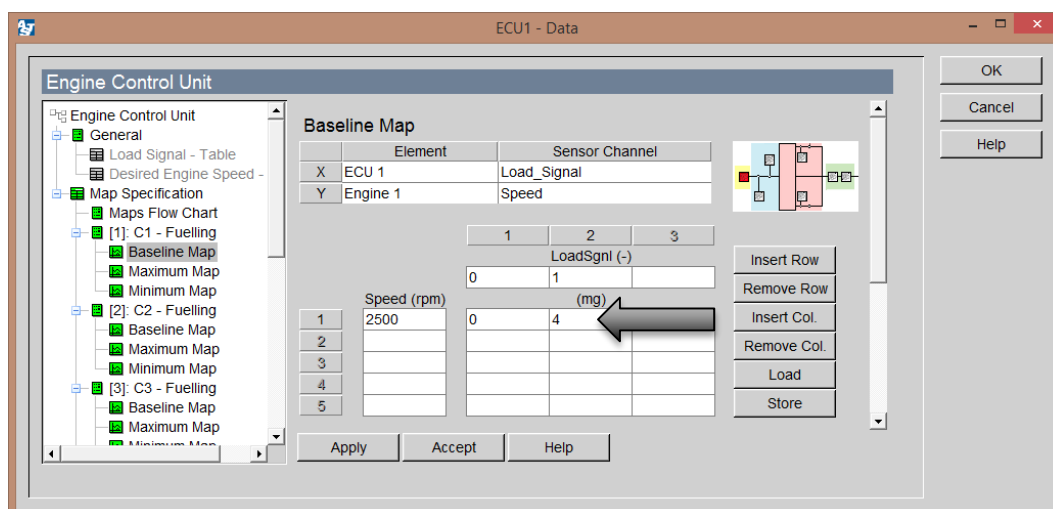 ECU1 - Data
Engine Control Unit
OK
Cancel
Help
Engine Control Unit
General
Load Signal - Table
Desired Engine Speed -
Map Specification
Maps Flow Chart
[1]: C1 - Fuelling
Baseline Map
Maximum Map
Minimum Map
[2]: C2 - Fuelling
Baseline Map
Maximum Map
Minimum Map
[3]: C3 - Fuelling
Baseline Map
Maximum Map
Minimum Map
Baseline Map
Element Sensor Channel
X ECU 1 Load_Signal
Y Engine 1 Speed
1 2 3
LoadSgnl (-)
0 1
Speed (rpm) (mg)
1 2500 0 4
2
3
4
5
Insert Row
Remove Row
Insert Col.
Remove Col.
Load
Store
Apply Accept Help